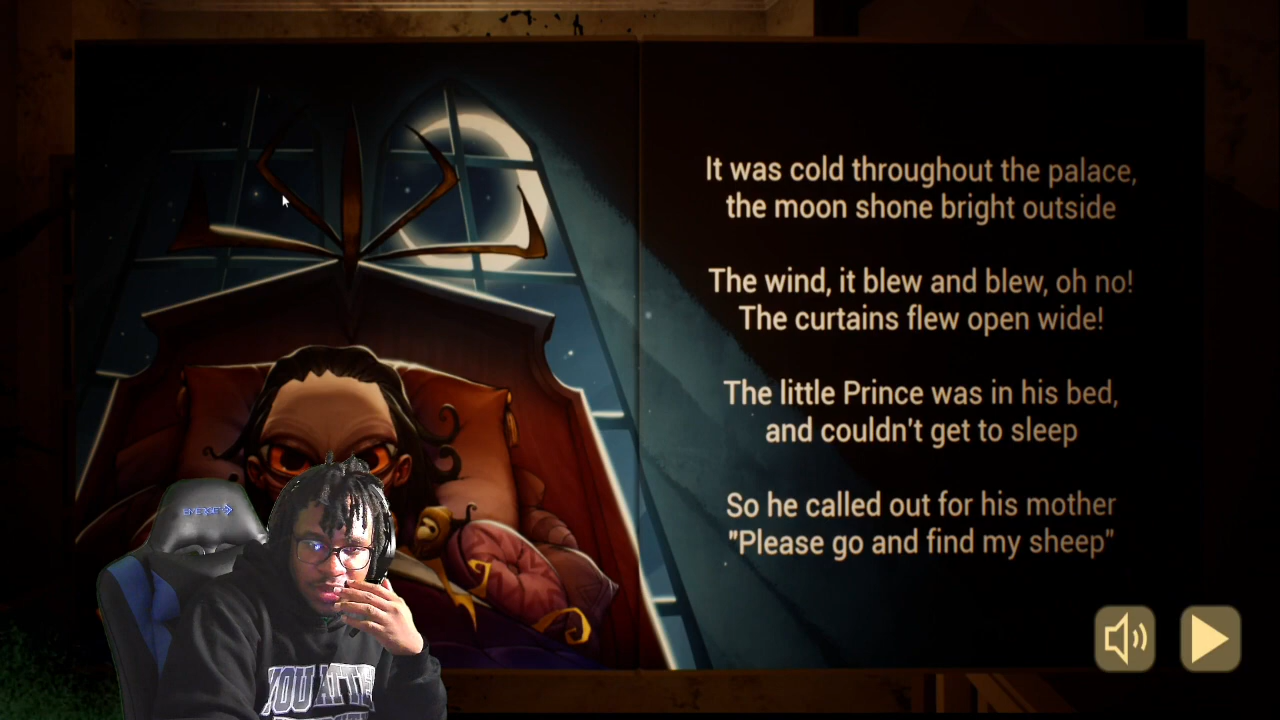 It was cold throughout the palace,
the moon shone bright outside
The wind, it blew and blew, oh no!
The curtains flew open wide!
The little Prince was in his bed,
and couldn't get to sleep
So he called out for his mother
"Please go and find my sheep"
YOU